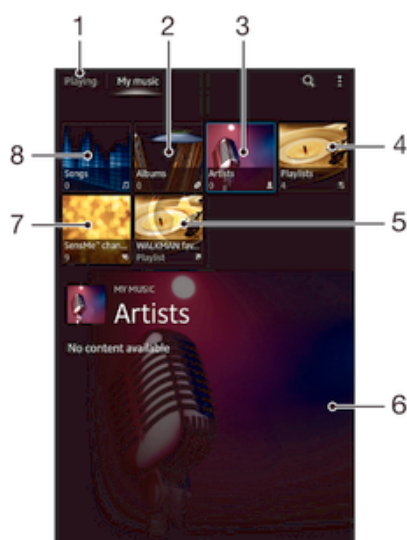 1
2
3
Playing
My music
8
4
Songs
0
Albums
0
Artists
0
Playlists
4
7
5
SensMe™ chan...
9
WALKMAN fav...
Playlist
MY MUSIC
Artists
No content available
6